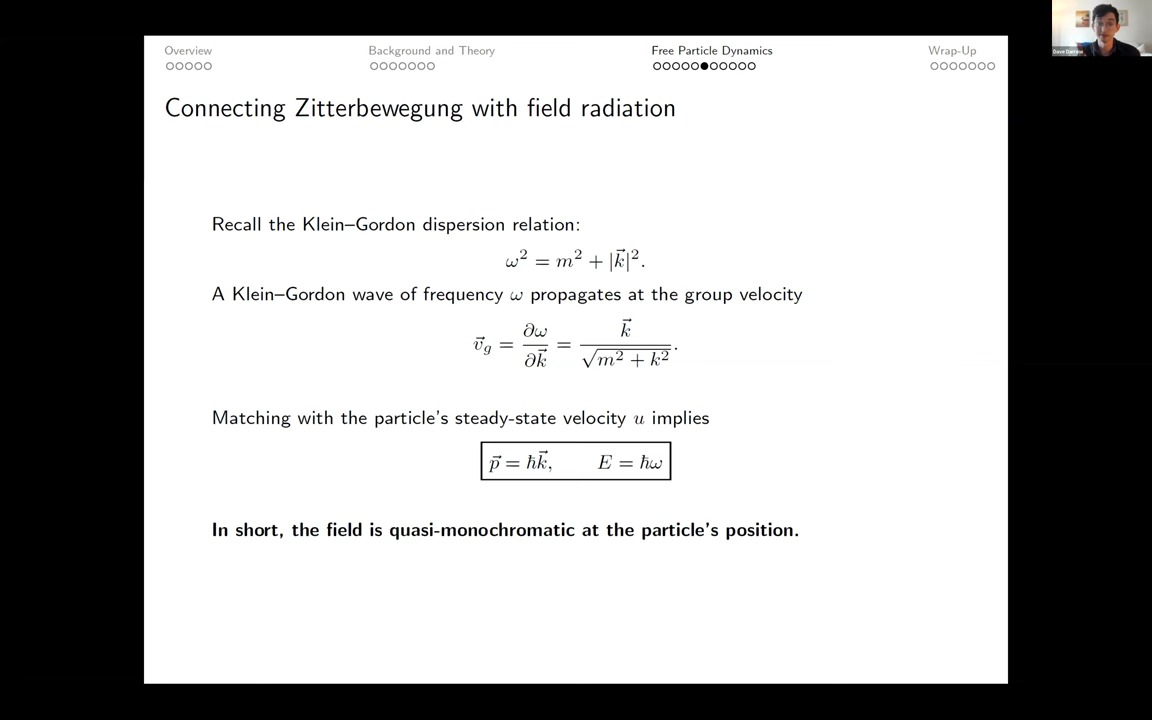 Overview
Background and Theory
Free Particle Dynamics
Wrap-Up
Dave Darrow
Connecting Zitterbewegung with field radiation
Recall the Klein–Gordon dispersion relation:
ω² = m² + |k⃗|².
A Klein–Gordon wave of frequency ω propagates at the group velocity
v⃗_g = ∂ω/∂k⃗ = k⃗/√(m² + k²).
Matching with the particle's steady-state velocity u implies
p⃗ = ħk⃗, E = ħω
In short, the field is quasi-monochromatic at the particle's position.